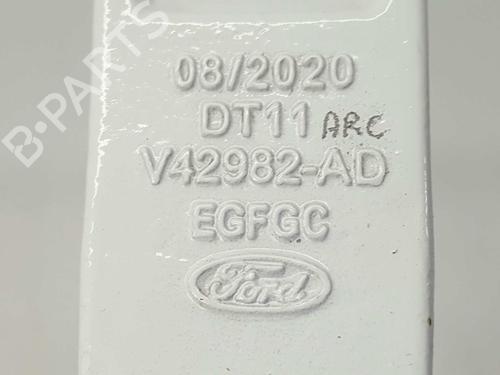 08/2020
DT11 ARC
V42982-AD
EGFGC
Ford
B-PARTS